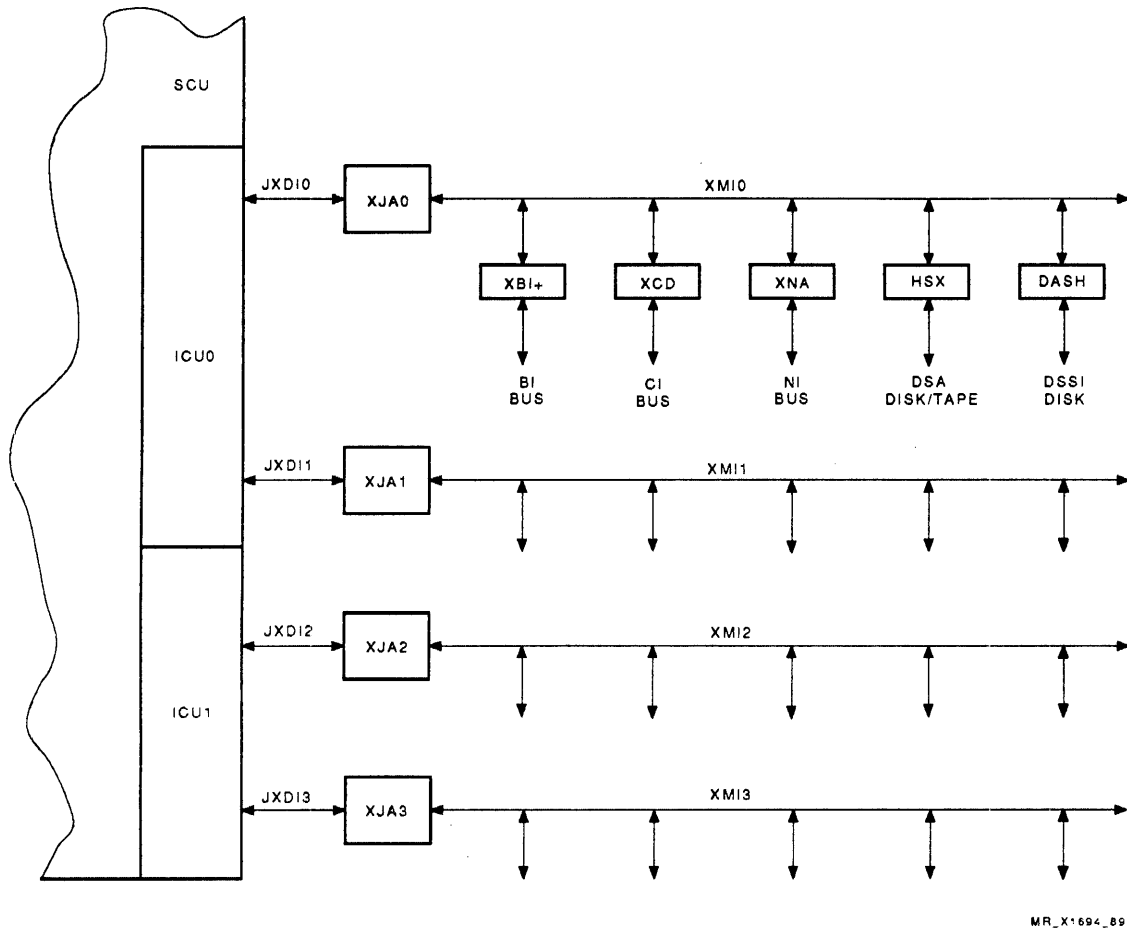 SCU
JXDI0
XJA0
XMI0
XBI+
XCD
XNA
HSX
DASH
ICU0
BI
BUS
CI
BUS
NI
BUS
DSA
DISK/TAPE
DSSI
DISK
JXDI1
XJA1
XMI1
JXDI2
XJA2
XMI2
ICU1
JXDI3
XJA3
XMI3
MR_X1694_89